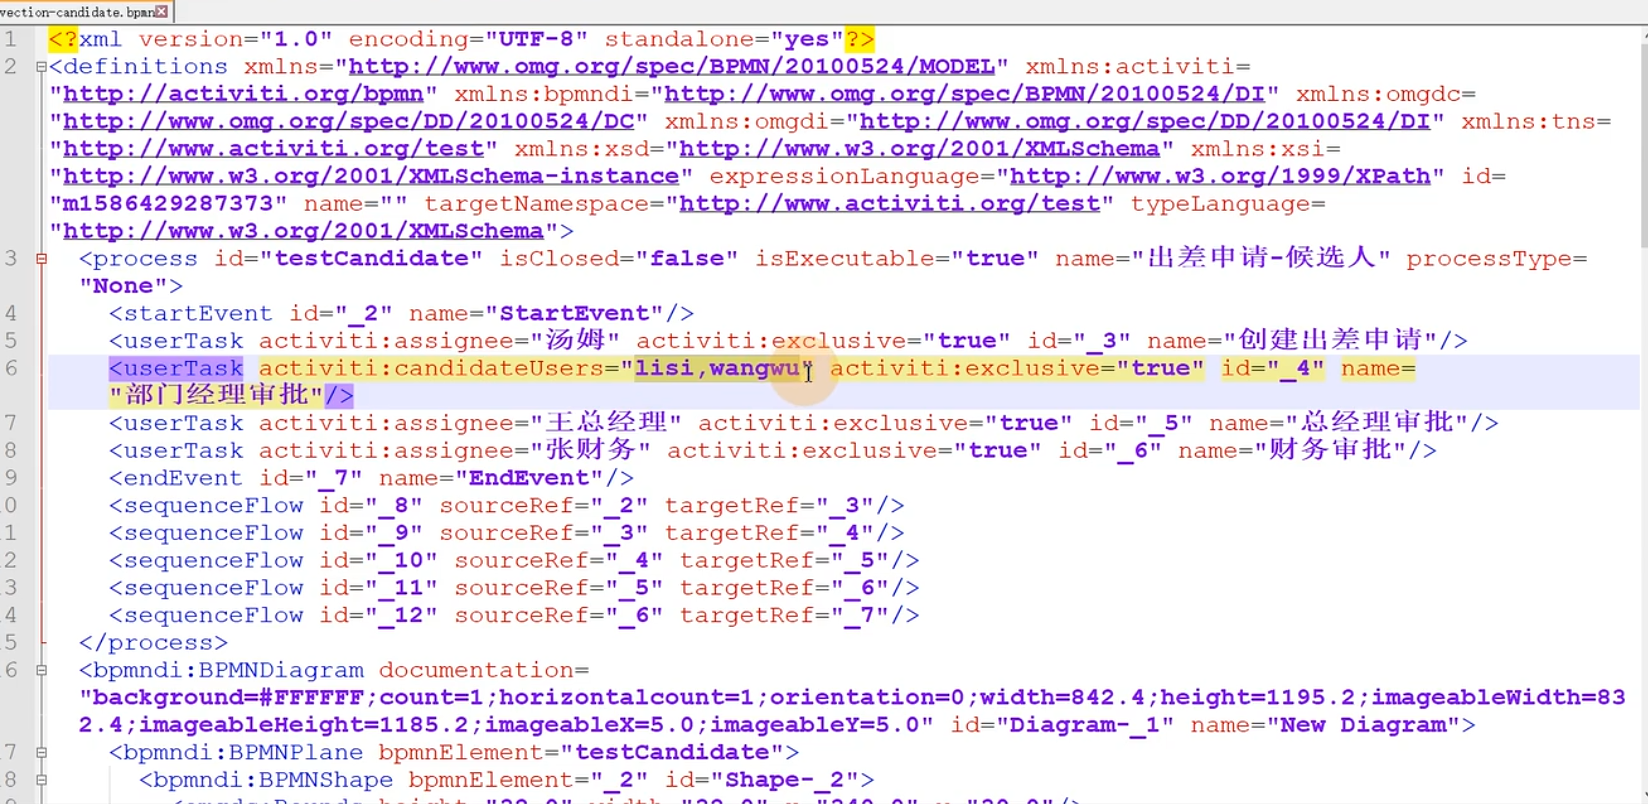 vection-candidate.bpmn
1 <?xml version="1.0" encoding="UTF-8" standalone="yes"?>
2 <definitions xmlns="http://www.omg.org/spec/BPMN/20100524/MODEL" xmlns:activiti=
"http://activiti.org/bpmn" xmlns:bpmndi="http://www.omg.org/spec/BPMN/20100524/DI" xmlns:omgdc=
"http://www.omg.org/spec/DD/20100524/DC" xmlns:omgdi="http://www.omg.org/spec/DD/20100524/DI" xmlns:tns=
"http://www.activiti.org/test" xmlns:xsd="http://www.w3.org/2001/XMLSchema" xmlns:xsi=
"http://www.w3.org/2001/XMLSchema-instance" expressionLanguage="http://www.w3.org/1999/XPath" id=
"m1586429287373" name="" targetNamespace="http://www.activiti.org/test" typeLanguage=
"http://www.w3.org/2001/XMLSchema">
3 <process id="testCandidate" isClosed="false" isExecutable="true" name="出差申请-候选人" processType=
"None">
4 <startEvent id="_2" name="StartEvent"/>
5 <userTask activiti:assignee="汤姆" activiti:exclusive="true" id="_3" name="创建出差申请"/>
6 <userTask activiti:candidateUsers="lisi,wangwu" activiti:exclusive="true" id="_4" name=
"部门经理审批"/>
7 <userTask activiti:assignee="王总经理" activiti:exclusive="true" id="_5" name="总经理审批"/>
8 <userTask activiti:assignee="张财务" activiti:exclusive="true" id="_6" name="财务审批"/>
9 <endEvent id="_7" name="EndEvent"/>
0 <sequenceFlow id="_8" sourceRef="_2" targetRef="_3"/>
1 <sequenceFlow id="_9" sourceRef="_3" targetRef="_4"/>
2 <sequenceFlow id="_10" sourceRef="_4" targetRef="_5"/>
3 <sequenceFlow id="_11" sourceRef="_5" targetRef="_6"/>
4 <sequenceFlow id="_12" sourceRef="_6" targetRef="_7"/>
5 </process>
6 <bpmndi:BPMNDiagram documentation=
"background=#FFFFFF;count=1;horizontalcount=1;orientation=0;width=842.4;height=1195.2;imageableWidth=83
2.4;imageableHeight=1185.2;imageableX=5.0;imageableY=5.0" id="Diagram-_1" name="New Diagram">
7 <bpmndi:BPMNPlane bpmnElement="testCandidate">
8 <bpmndi:BPMNShape bpmnElement="_2" id="Shape-_2">